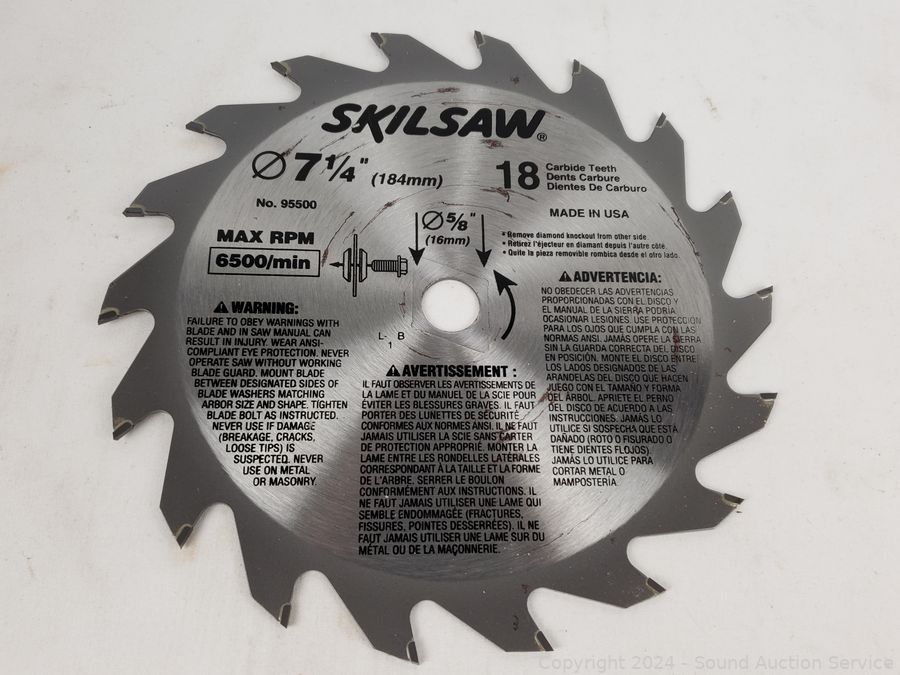 SKILSAW®
Ø 7 1/4" (184mm)
18 Carbide Teeth
Dents Carbure
Dientes De Carburo
No. 95500
MADE IN USA
MAX RPM
6500/min
Ø 5/8"
(16mm)
• Remove diamond knockout from other side.
• Retirez l'éjecteur en diamant depuis l'autre côté.
• Quite la pieza removible rombica desde el otro lado.
L - B
1
⚠ WARNING:
FAILURE TO OBEY WARNINGS WITH
BLADE AND IN SAW MANUAL CAN
RESULT IN INJURY. WEAR ANSI-
COMPLIANT EYE PROTECTION. NEVER
OPERATE SAW WITHOUT WORKING
BLADE GUARD. MOUNT BLADE
BETWEEN DESIGNATED SIDES OF
BLADE WASHERS MATCHING
ARBOR SIZE AND SHAPE. TIGHTEN
BLADE BOLT AS INSTRUCTED.
NEVER USE IF DAMAGE
(BREAKAGE, CRACKS,
LOOSE TIPS) IS
SUSPECTED. NEVER
USE ON METAL
OR MASONRY.
⚠ AVERTISSEMENT :
IL FAUT OBSERVER LES AVERTISSEMENTS DE
LA LAME ET DU MANUEL DE LA SCIE POUR
ÉVITER LES BLESSURES GRAVES. IL FAUT
PORTER DES LUNETTES DE SÉCURITÉ
CONFORMES AUX NORMES ANSI. IL NE FAUT
JAMAIS UTILISER LA SCIE SANS CARTER
DE PROTECTION APPROPRIÉ. MONTER LA
LAME ENTRE LES RONDELLES LATÉRALES
CORRESPONDANT À LA TAILLE ET LA FORME
DE L'ARBRE. SERRER LE BOULON
CONFORMÉMENT AUX INSTRUCTIONS. IL
NE FAUT JAMAIS UTILISER UNE LAME QUI
SEMBLE ENDOMMAGÉE (FRACTURES,
FISSURES, POINTES DESSERRÉES). IL NE
FAUT JAMAIS UTILISER UNE LAME SUR DU
MÉTAL OU DE LA MAÇONNERIE.
⚠ ADVERTENCIA:
NO OBEDECER LAS ADVERTENCIAS
PROPORCIONADAS CON EL DISCO Y
EL MANUAL DE LA SIERRA PODRÍA
OCASIONAR LESIONES. USE PROTECCIÓN
PARA LOS OJOS QUE CUMPLA CON LAS
NORMAS ANSI. JAMÁS OPERE LA SIERRA
SIN LA GUARDA CORRECTA DEL DISCO
EN POSICIÓN. MONTE EL DISCO ENTRE
LOS LADOS DESIGNADOS DE LAS
ARANDELAS DEL DISCO QUE HACEN
JUEGO CON EL TAMAÑO Y FORMA
DEL ÁRBOL. APRIETE EL PERNO
DEL DISCO DE ACUERDO A LAS
INSTRUCCIONES. JAMÁS LO
UTILICE SI SOSPECHA QUE ESTÁ
DAÑADO (ROTO O FISURADO O
TIENE DIENTES FLOJOS).
JAMÁS LO UTILICE PARA
CORTAR METAL O
MAMPOSTERÍA
Copyright 2024 - Sound Auction Service